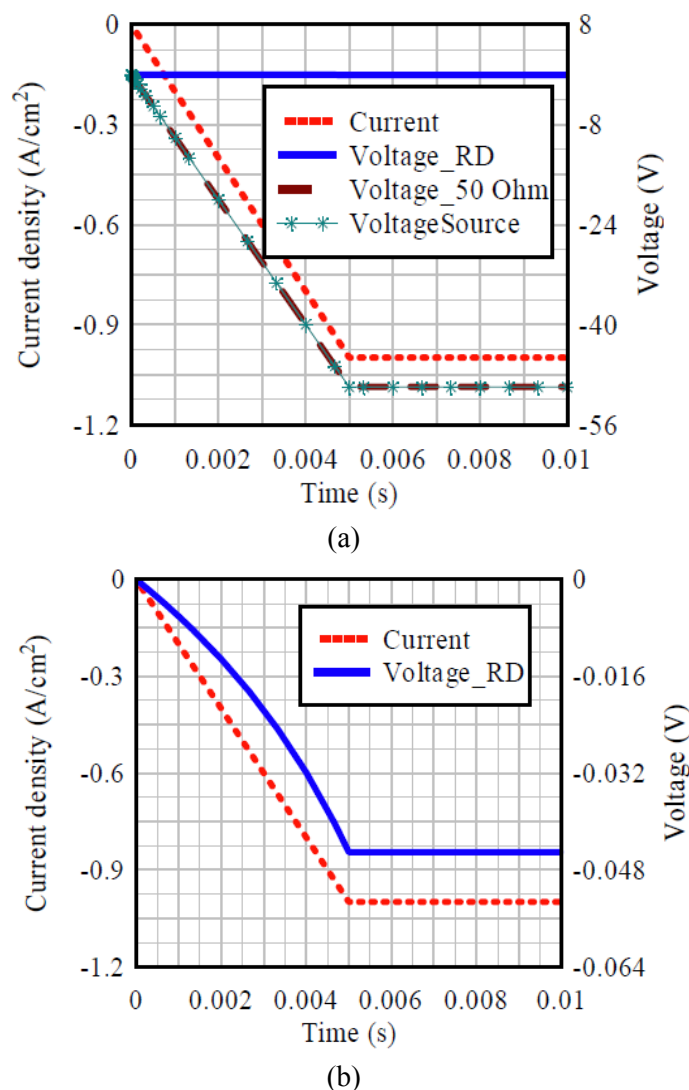 0
8
-0.3
-8
-0.6
-24
-0.9
-40
-1.2
-56
Current density (A/cm²)
Voltage (V)
Current
Voltage_RD
Voltage_50 Ohm
VoltageSource
0 0.002 0.004 0.006 0.008 0.01
Time (s)
(a)
0
0
-0.3
-0.016
-0.6
-0.032
-0.9
-0.048
-1.2
-0.064
Current density (A/cm²)
Voltage (V)
Current
Voltage_RD
0 0.002 0.004 0.006 0.008 0.01
Time (s)
(b)